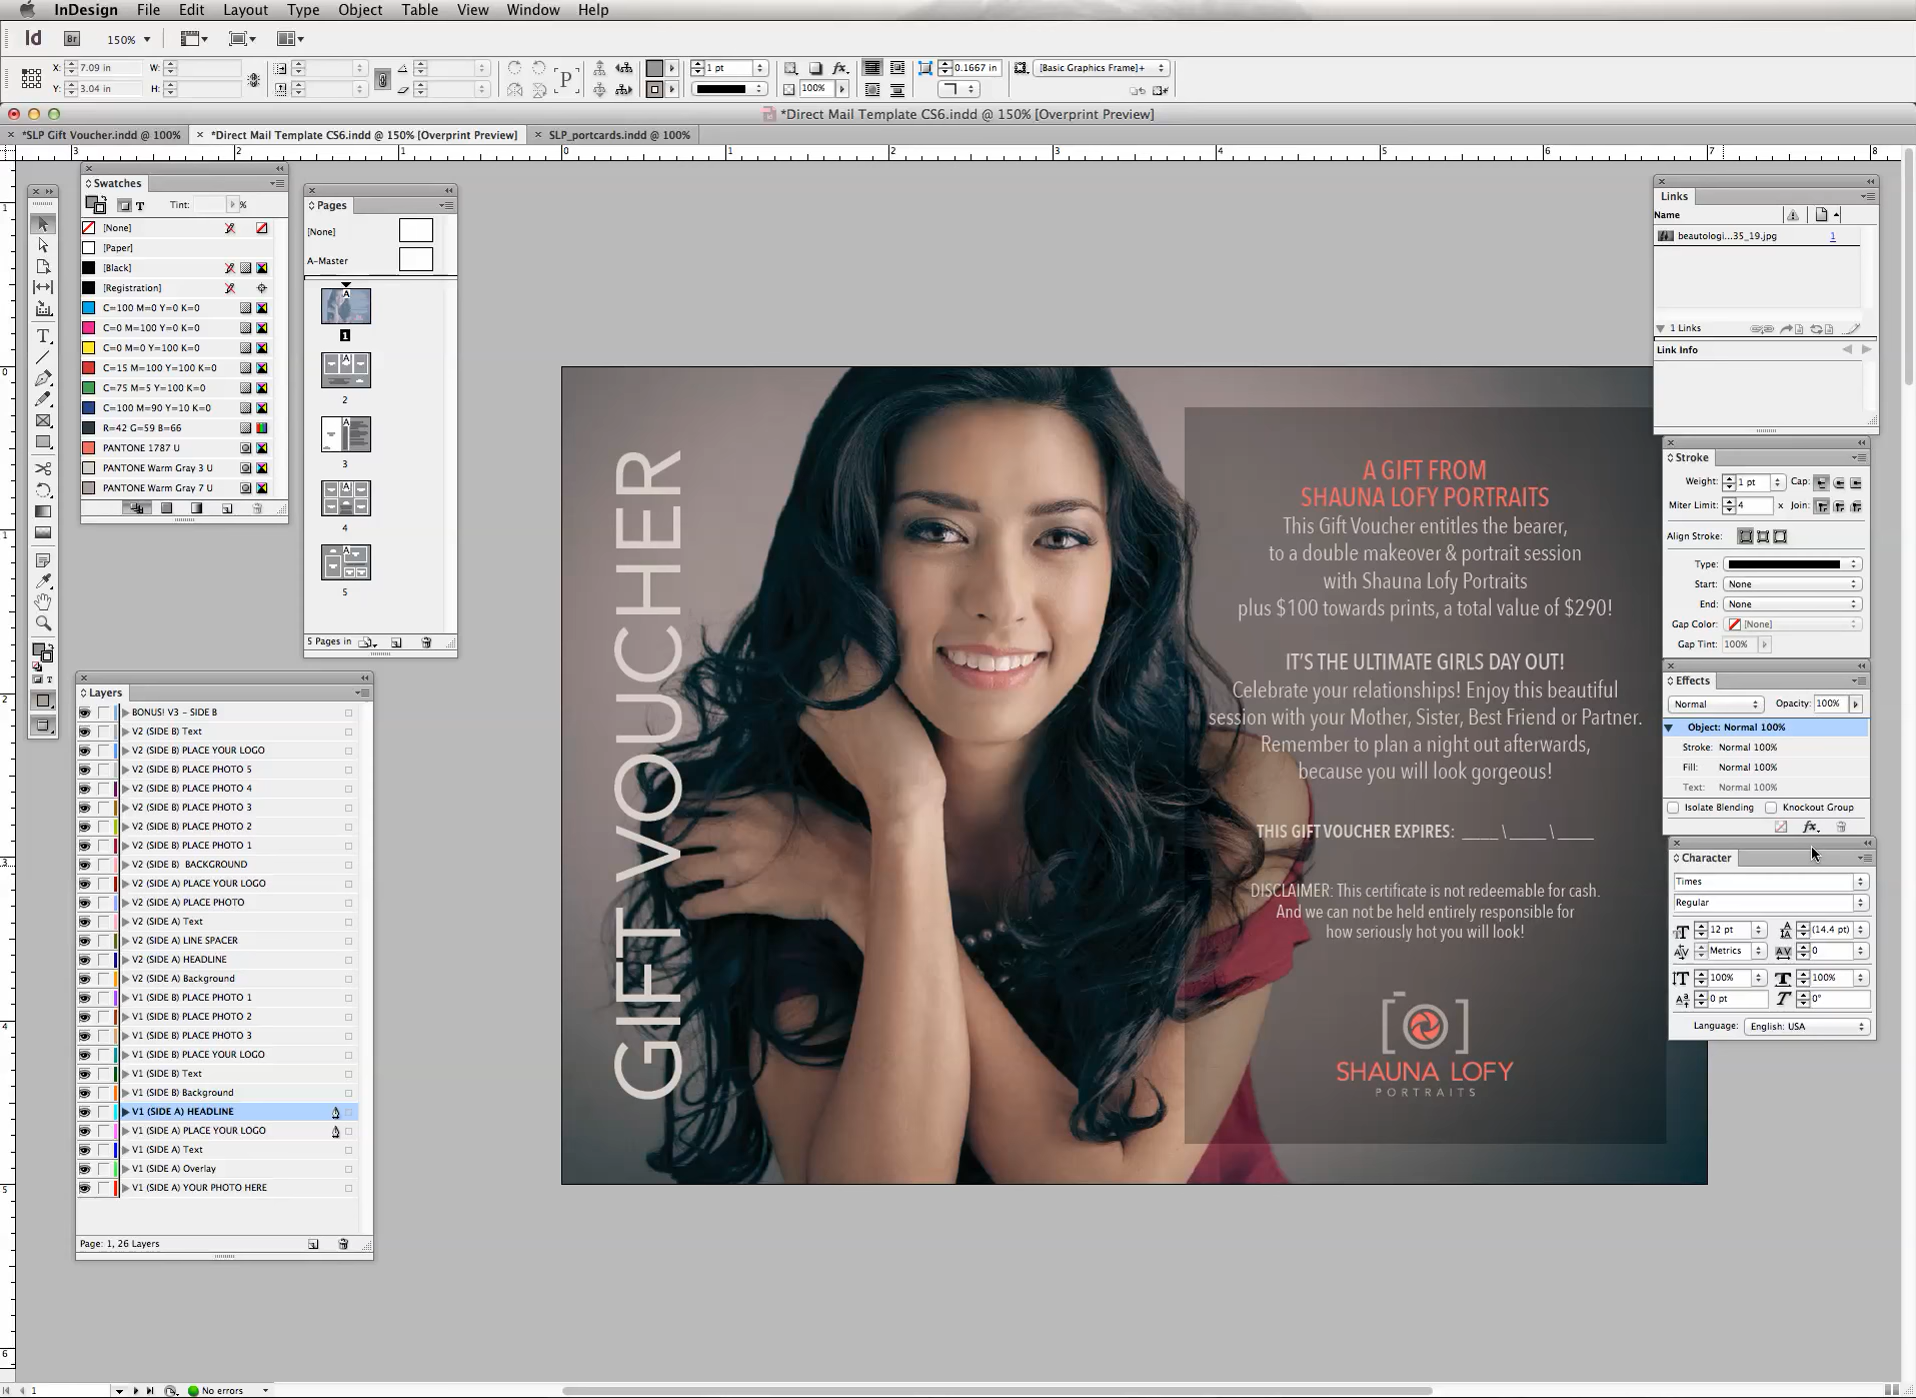 InDesign File Edit Layout Type Object Table View Window Help
Id Br 150%
X: 7.09 in W: 1 pt 0.1667 in [Basic Graphics Frame]+
Y: 3.04 in H: P fx. 100%
*Direct Mail Template CS6.indd @ 150% [Overprint Preview]
*SLP Gift Voucher.indd @ 100% *Direct Mail Template CS6.indd @ 150% [Overprint Preview] SLP_portcards.indd @ 100%
3 2 1 0 1 2 3 4 5 6 7 8
Swatches
T Tint: %
[None]
[Paper]
[Black]
[Registration]
C=100 M=0 Y=0 K=0
C=0 M=100 Y=0 K=0
C=0 M=0 Y=100 K=0
C=15 M=100 Y=100 K=0
C=75 M=5 Y=100 K=0
C=100 M=90 Y=10 K=0
R=42 G=59 B=66
PANTONE 1787 U
PANTONE Warm Gray 3 U
PANTONE Warm Gray 7 U
Pages
[None]
A-Master
A
1
A
2
A
3
A
4
A
5
5 Pages in
Layers
BONUS! V3 - SIDE B
V2 (SIDE B) Text
V2 (SIDE B) PLACE YOUR LOGO
V2 (SIDE B) PLACE PHOTO 5
V2 (SIDE B) PLACE PHOTO 4
V2 (SIDE B) PLACE PHOTO 3
V2 (SIDE B) PLACE PHOTO 2
V2 (SIDE B) PLACE PHOTO 1
V2 (SIDE B) BACKGROUND
V2 (SIDE A) PLACE YOUR LOGO
V2 (SIDE A) PLACE PHOTO
V2 (SIDE A) Text
V2 (SIDE A) LINE SPACER
V2 (SIDE A) HEADLINE
V2 (SIDE A) Background
V1 (SIDE B) PLACE PHOTO 1
V1 (SIDE B) PLACE PHOTO 2
V1 (SIDE B) PLACE PHOTO 3
V1 (SIDE B) PLACE YOUR LOGO
V1 (SIDE B) Text
V1 (SIDE B) Background
V1 (SIDE A) HEADLINE
V1 (SIDE A) PLACE YOUR LOGO
V1 (SIDE A) Text
V1 (SIDE A) Overlay
V1 (SIDE A) YOUR PHOTO HERE
Page: 1, 26 Layers
GIFT VOUCHER
A GIFT FROM
SHAUNA LOFY PORTRAITS
This Gift Voucher entitles the bearer,
to a double makeover & portrait session
with Shauna Lofy Portraits
plus $100 towards prints, a total value of $290!
IT'S THE ULTIMATE GIRLS DAY OUT!
Celebrate your relationships! Enjoy this beautiful
session with your Mother, Sister, Best Friend or Partner.
Remember to plan a night out afterwards,
because you will look gorgeous!
THIS GIFT VOUCHER EXPIRES: ____ \ ____ \ ____
DISCLAIMER: This certificate is not redeemable for cash.
And we can not be held entirely responsible for
how seriously hot you will look!
SHAUNA LOFY
PORTRAITS
Links
Name
beautologi...35_19.jpg 1
1 Links
Link Info
Stroke
Weight: 1 pt Cap:
Miter Limit: 4 x Join:
Align Stroke:
Type:
Start: None
End: None
Gap Color: [None]
Gap Tint: 100%
Effects
Normal Opacity: 100%
Object: Normal 100%
Stroke: Normal 100%
Fill: Normal 100%
Text: Normal 100%
Isolate Blending Knockout Group
fx.
Character
Times
Regular
12 pt (14.4 pt)
Metrics 0
100% 100%
0 pt 0°
Language: English: USA
1 No errors